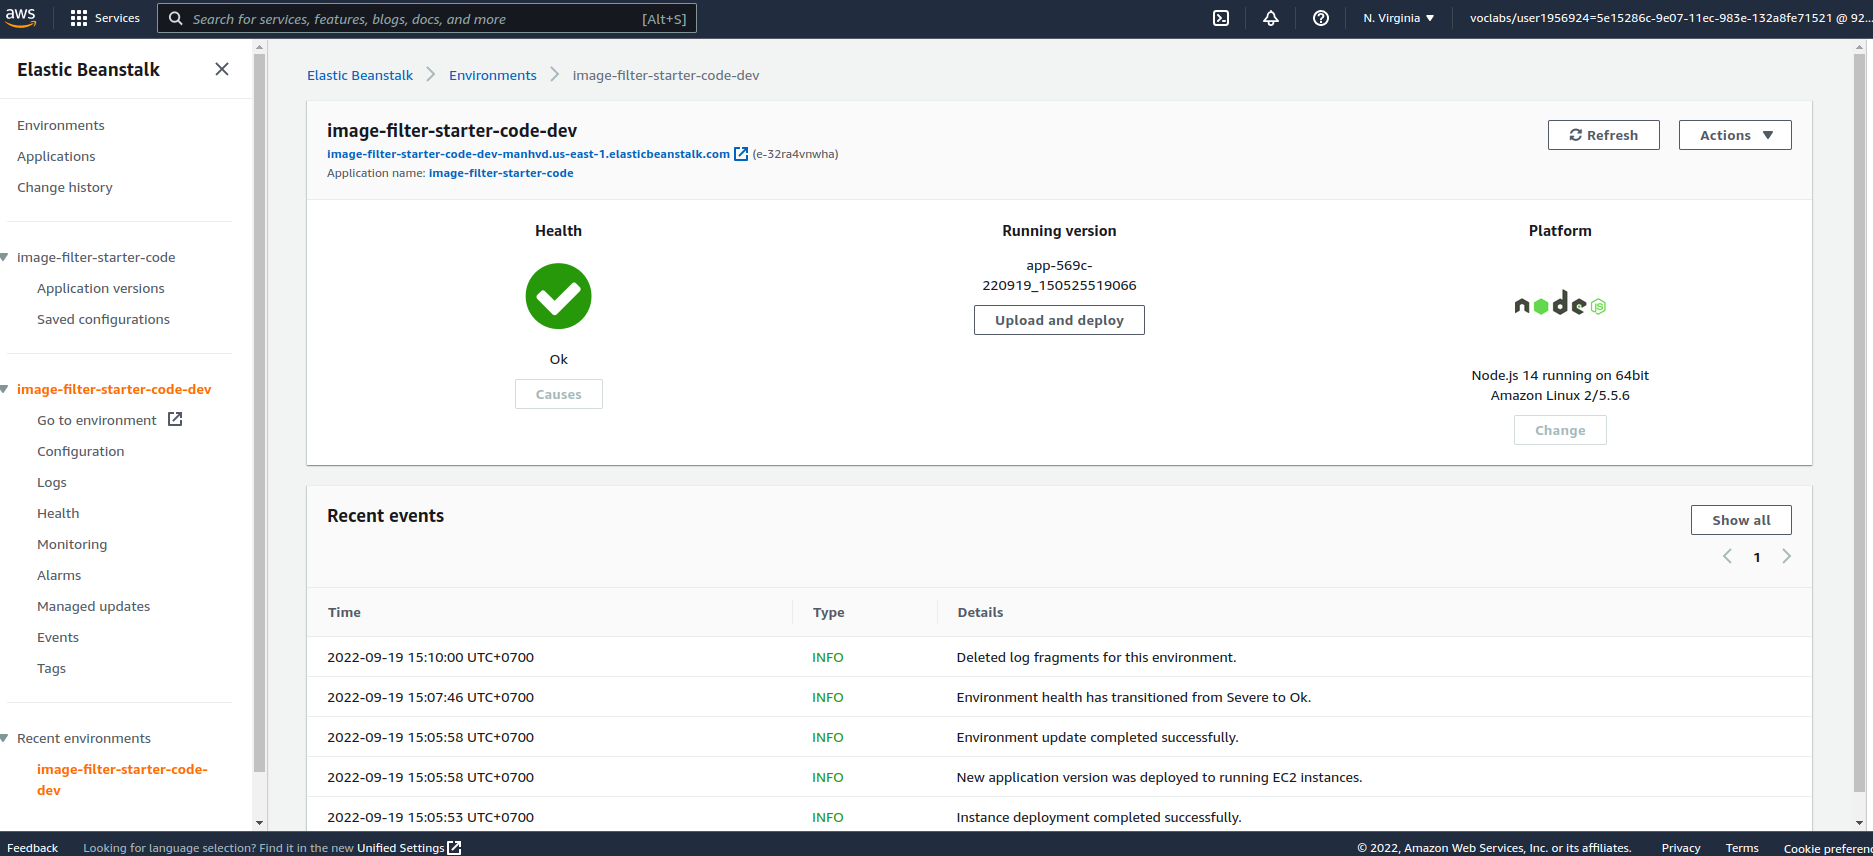 aws
Services
Search for services, features, blogs, docs, and more
[Alt+S]
N. Virginia
voclabs/user1956924=5e15286c-9e07-11ec-983e-132a8fe71521 @ 92...
Elastic Beanstalk
Environments
Applications
Change history
image-filter-starter-code
Application versions
Saved configurations
image-filter-starter-code-dev
Go to environment
Configuration
Logs
Health
Monitoring
Alarms
Managed updates
Events
Tags
Recent environments
image-filter-starter-code-
dev
Elastic Beanstalk
Environments
image-filter-starter-code-dev
image-filter-starter-code-dev
image-filter-starter-code-dev-manhvd.us-east-1.elasticbeanstalk.com (e-32ra4vnwha)
Application name: image-filter-starter-code
Refresh
Actions
Health
Ok
Causes
Running version
app-569c-
220919_150525519066
Upload and deploy
Platform
node JS
Node.js 14 running on 64bit
Amazon Linux 2/5.5.6
Change
Recent events
Show all
1
Time Type Details
2022-09-19 15:10:00 UTC+0700 INFO Deleted log fragments for this environment.
2022-09-19 15:07:46 UTC+0700 INFO Environment health has transitioned from Severe to Ok.
2022-09-19 15:05:58 UTC+0700 INFO Environment update completed successfully.
2022-09-19 15:05:58 UTC+0700 INFO New application version was deployed to running EC2 instances.
2022-09-19 15:05:53 UTC+0700 INFO Instance deployment completed successfully.
Feedback
Looking for language selection? Find it in the new Unified Settings
© 2022, Amazon Web Services, Inc. or its affiliates.
Privacy
Terms
Cookie preferen